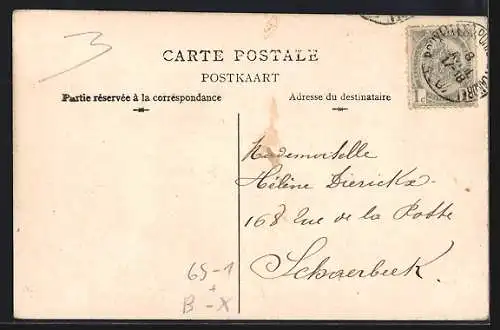 3
CARTE POSTALE
POSTKAART
Partie réservée à la correspondance
Adresse du destinataire
1c
Mademoiselle
Hélène Dierickx
168 Rue de la Poste
Schaerbeek.
65-1
+
B-X